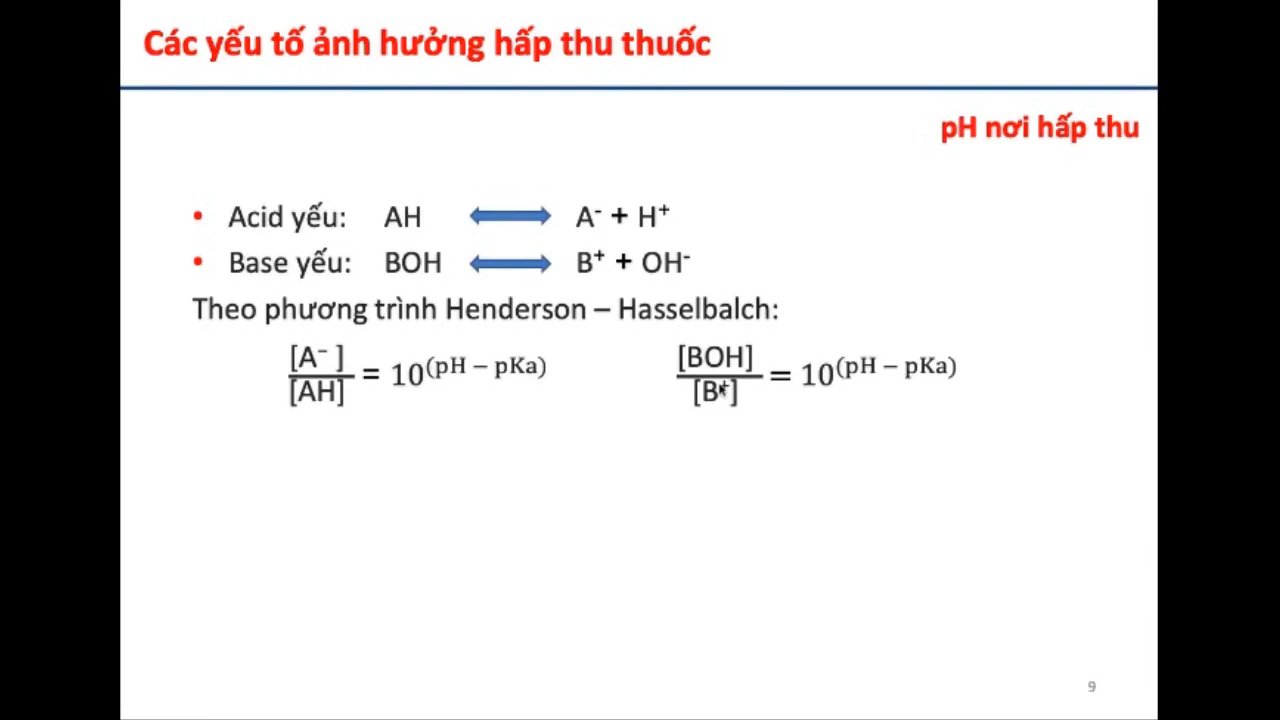 Các yếu tố ảnh hưởng hấp thu thuốc
pH nơi hấp thu
• Acid yếu: AH A⁻ + H⁺
• Base yếu: BOH B⁺ + OH⁻
Theo phương trình Henderson – Hasselbalch:
[A⁻ ]/[AH] = 10^(pH – pKa) [BOH]/[B⁺] = 10^(pH – pKa)
9